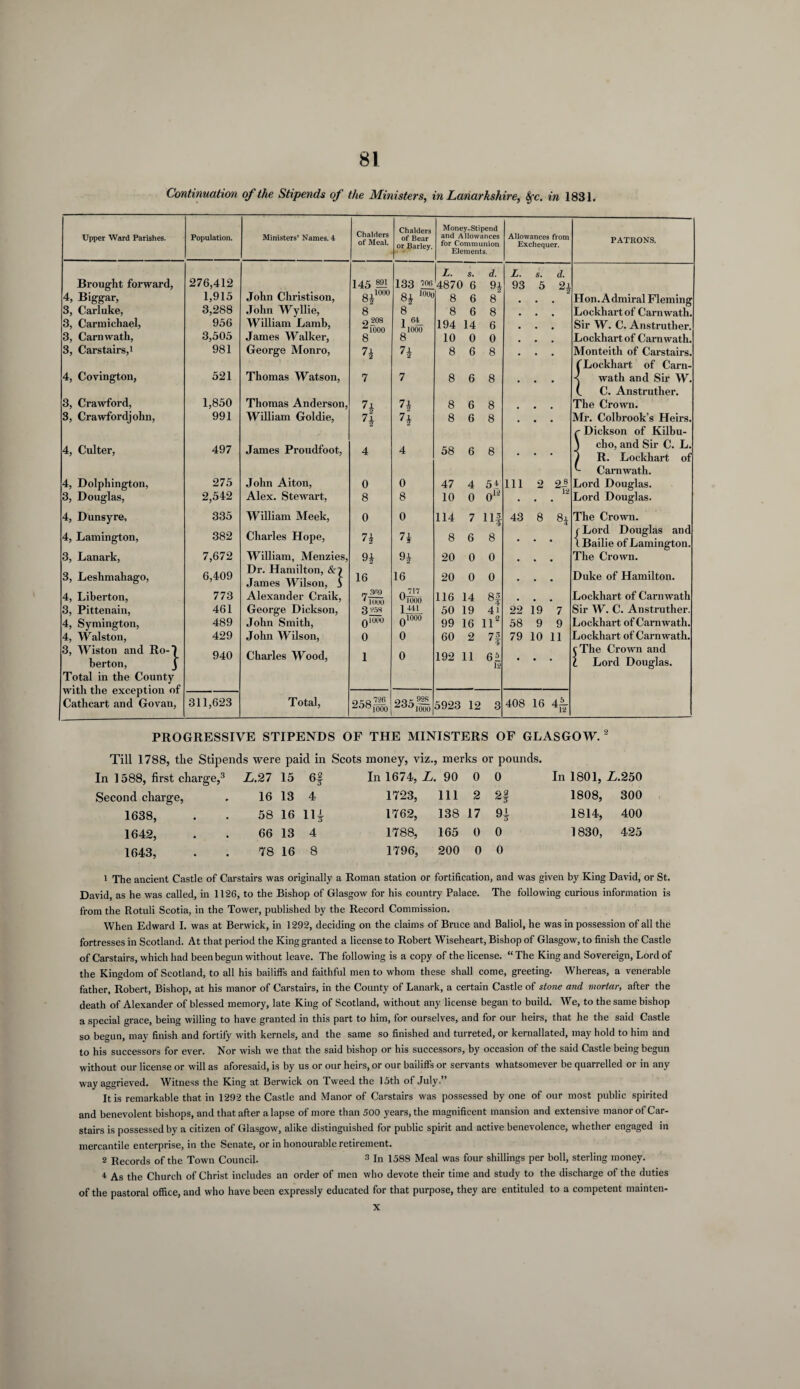 81
Continuation of the Stipends of the Ministers, in Lanarkshire, &c. in 1831.
Upper Ward Parishes. | Population. | Ministers' Names. 4 | Chalders of Meal. | Chalders of Bear or Barley. | Money-Stipend and Allowances for Communion Elements. | Allowances from Exchequer. | PATRONS.
L. s. d. | L. s. d.
Brought forward, | 276,412 | | 145 891/1000 | 133 706/1000 | 4870 6 9½ | 93 5 2½ |
4, Biggar, | 1,915 | John Christison, | 8½ | 8½ | 8 6 8 | . . . | Hon. Admiral Fleming
3, Carluke, | 3,288 | John Wyllie, | 8 | 8 | 8 6 8 | . . . | Lockhart of Carnwath.
3, Carmichael, | 956 | William Lamb, | 2 208/1000 | 1 64/1000 | 194 14 6 | . . . | Sir W. C. Anstruther.
3, Carnwath, | 3,505 | James Walker, | 8 | 8 | 10 0 0 | . . . | Lockhart of Carnwath.
3, Carstairs,¹ | 981 | George Monro, | 7½ | 7½ | 8 6 8 | . . . | Monteith of Carstairs.
4, Covington, | 521 | Thomas Watson, | 7 | 7 | 8 6 8 | . . . | { Lockhart of Carnwath and Sir W. C. Anstruther.
3, Crawford, | 1,850 | Thomas Anderson, | 7½ | 7½ | 8 6 8 | . . . | The Crown.
3, Crawfordjohn, | 991 | William Goldie, | 7½ | 7½ | 8 6 8 | . . . | Mr. Colbrook's Heirs.
4, Culter, | 497 | James Proudfoot, | 4 | 4 | 58 6 8 | . . . | { Dickson of Kilbucho, and Sir C. L. R. Lockhart of Carnwath.
4, Dolphington, | 275 | John Aiton, | 0 | 0 | 47 4 5 4/12 | 111 2 2 8/12 | Lord Douglas.
3, Douglas, | 2,542 | Alex. Stewart, | 8 | 8 | 10 0 0 | . . . | Lord Douglas.
4, Dunsyre, | 335 | William Meek, | 0 | 0 | 114 7 11¾ | 43 8 8¼ | The Crown.
4, Lamington, | 382 | Charles Hope, | 7½ | 7½ | 8 6 8 | . . . | { Lord Douglas and Bailie of Lamington.
3, Lanark, | 7,672 | William, Menzies, | 9½ | 9½ | 20 0 0 | . . . | The Crown.
3, Leshmahago, | 6,409 | Dr. Hamilton, & James Wilson, } | 16 | 16 | 20 0 0 | . . . | Duke of Hamilton.
4, Liberton, | 773 | Alexander Craik, | 7 369/1000 | 0 717/1000 | 116 14 8¾ | . . . | Lockhart of Carnwath
3, Pittenain, | 461 | George Dickson, | 3 258/1000 | 1 441/1000 | 50 19 4½ | 22 19 7 | Sir W. C. Anstruther.
4, Symington, | 489 | John Smith, | 0 | 0 | 99 16 11 | 58 9 9 | Lockhart of Carnwath.
4, Walston, | 429 | John Wilson, | 0 | 0 | 60 2 7¾ | 79 10 11 | Lockhart of Carnwath.
3, Wiston and Roberton, } | 940 | Charles Wood, | 1 | 0 | 192 11 6 5/12 | . . . | { The Crown and Lord Douglas.
Total in the County with the exception of Cathcart and Govan, | 311,623 | Total, | 258 726/1000 | 235 928/1000 | 5923 12 3 | 408 16 4 5/12 |
PROGRESSIVE STIPENDS OF THE MINISTERS OF GLASGOW.²
Till 1788, the Stipends were paid in Scots money, viz., merks or pounds.
In 1588, first charge,³ L.27 15 6⅔ In 1674, L. 90 0 0 In 1801, L.250
Second charge, . 16 13 4 1723, 111 2 2⅔ 1808, 300
1638, . . 58 16 11⅓ 1762, 138 17 9⅓ 1814, 400
1642, . . 66 13 4 1788, 165 0 0 1830, 425
1643, . . 78 16 8 1796, 200 0 0
1 The ancient Castle of Carstairs was originally a Roman station or fortification, and was given by King David, or St.
David, as he was called, in 1126, to the Bishop of Glasgow for his country Palace. The following curious information is
from the Rotuli Scotia, in the Tower, published by the Record Commission.
When Edward I. was at Berwick, in 1292, deciding on the claims of Bruce and Baliol, he was in possession of all the
fortresses in Scotland. At that period the King granted a license to Robert Wiseheart, Bishop of Glasgow, to finish the Castle
of Carstairs, which had been begun without leave. The following is a copy of the license. “ The King and Sovereign, Lord of
the Kingdom of Scotland, to all his bailiffs and faithful men to whom these shall come, greeting. Whereas, a venerable
father, Robert, Bishop, at his manor of Carstairs, in the County of Lanark, a certain Castle of stone and mortar, after the
death of Alexander of blessed memory, late King of Scotland, without any license began to build. We, to the same bishop
a special grace, being willing to have granted in this part to him, for ourselves, and for our heirs, that he the said Castle
so begun, may finish and fortify with kernels, and the same so finished and turreted, or kernallated, may hold to him and
to his successors for ever. Nor wish we that the said bishop or his successors, by occasion of the said Castle being begun
without our license or will as aforesaid, is by us or our heirs, or our bailiffs or servants whatsomever be quarrelled or in any
way aggrieved. Witness the King at Berwick on Tweed the 15th of July.”
It is remarkable that in 1292 the Castle and Manor of Carstairs was possessed by one of our most public spirited
and benevolent bishops, and that after a lapse of more than 500 years, the magnificent mansion and extensive manor of Car-
stairs is possessed by a citizen of Glasgow, alike distinguished for public spirit and active benevolence, whether engaged in
mercantile enterprise, in the Senate, or in honourable retirement.
2 Records of the Town Council. 3 In 1588 Meal was four shillings per boll, sterling money.
4 As the Church of Christ includes an order of men who devote their time and study to the discharge of the duties
of the pastoral office, and who have been expressly educated for that purpose, they are entituled to a competent mainten-
x